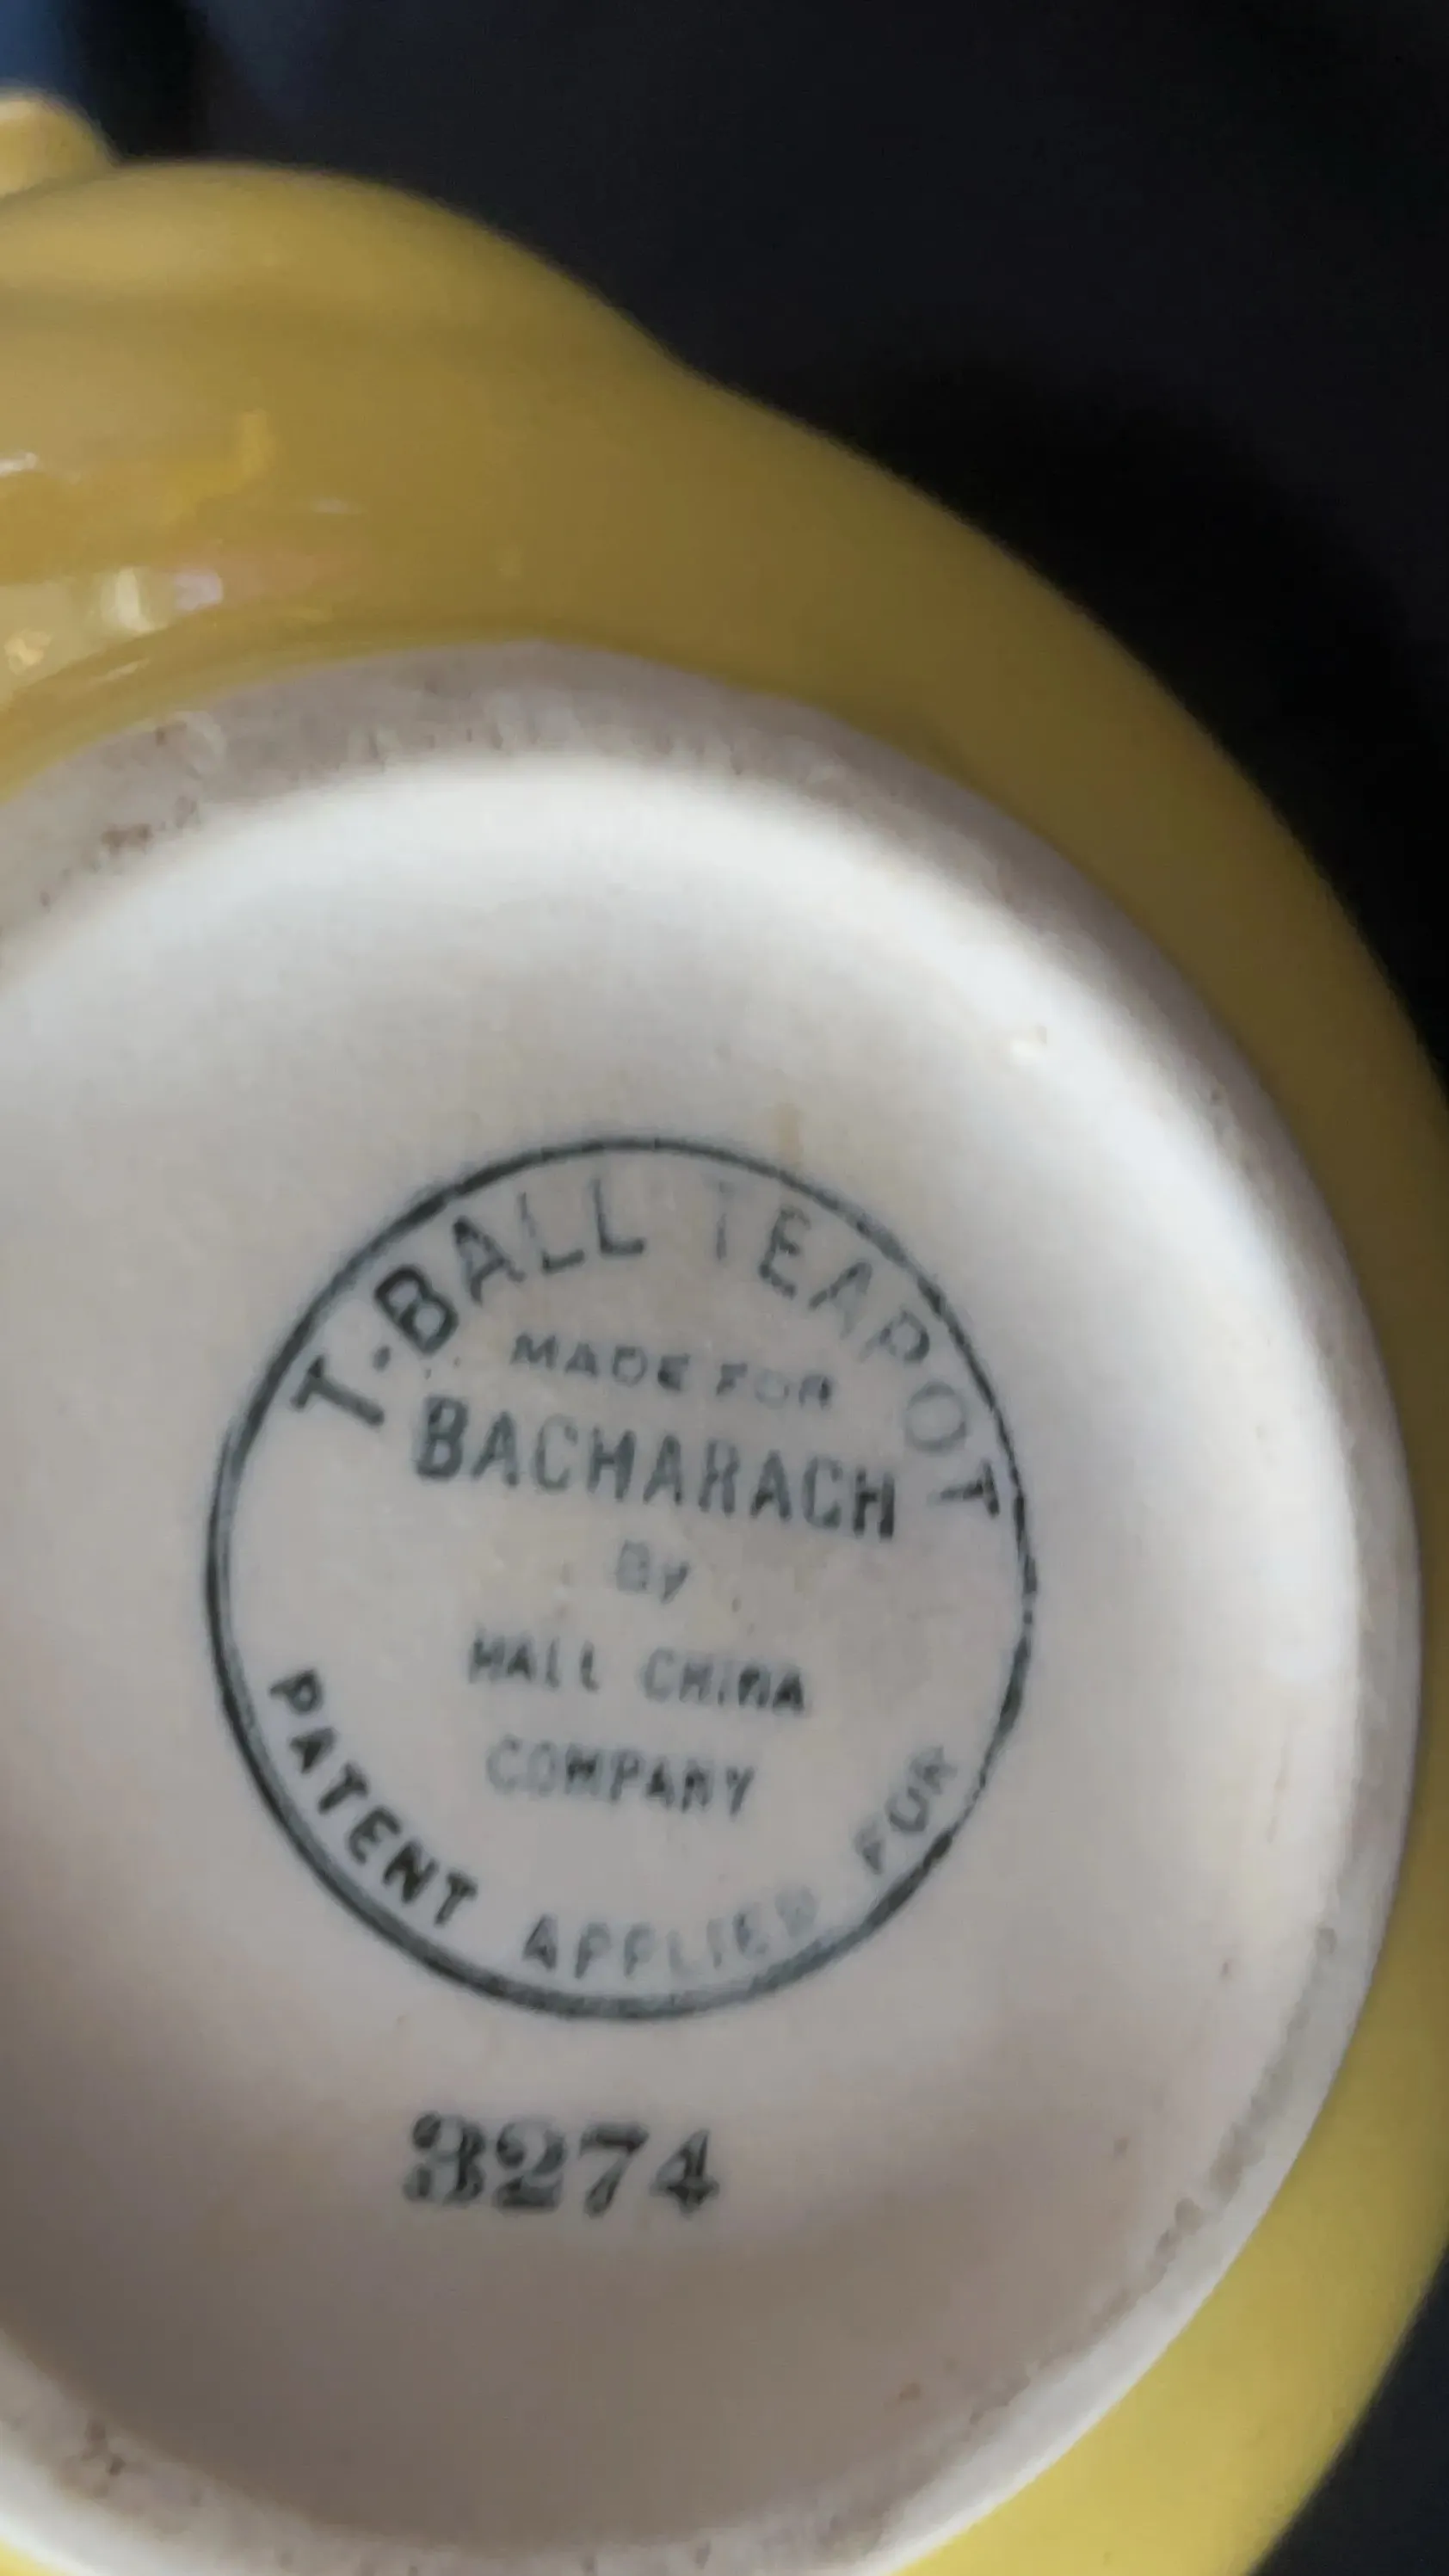 T-BALL TEAPOT
MADE FOR
BACHARACH
By
HALL CHINA
COMPANY
PATENT APPLIED FOR
3274